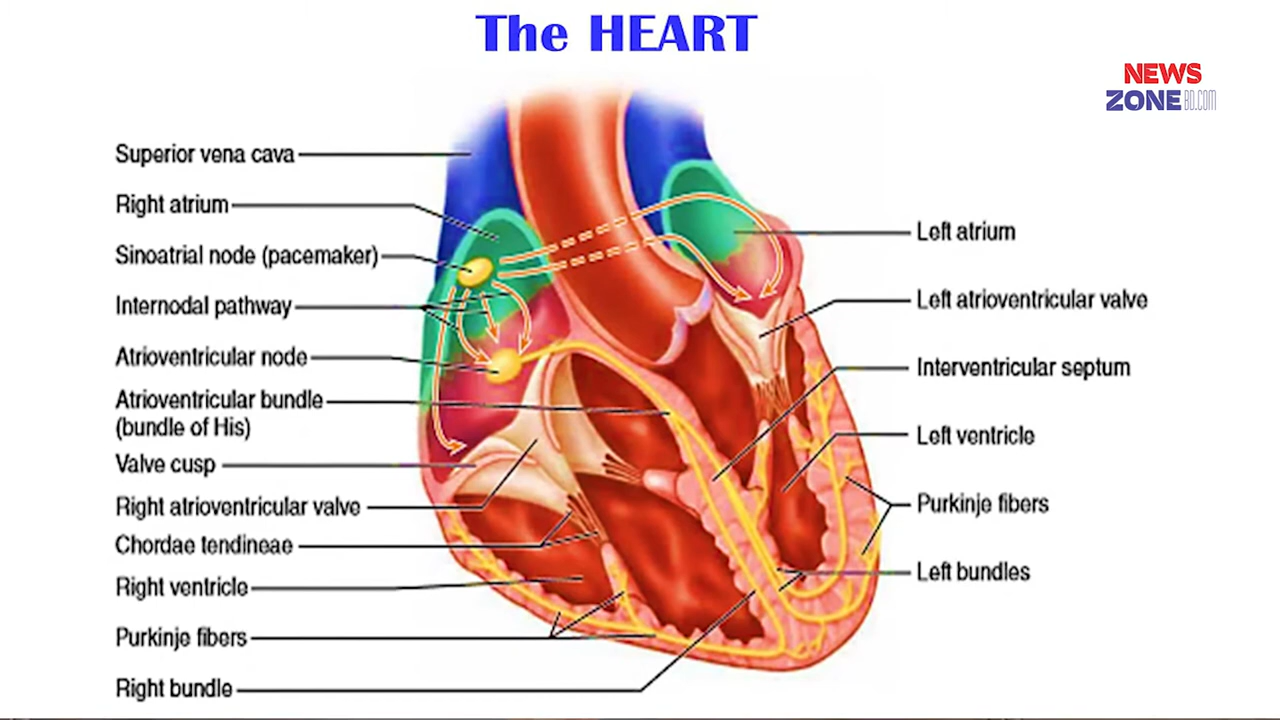 The HEART
NEWS
ZONE BD.COM
Superior vena cava
Right atrium
Sinoatrial node (pacemaker)
Internodal pathway
Atrioventricular node
Atrioventricular bundle
(bundle of His)
Valve cusp
Right atrioventricular valve
Chordae tendineae
Right ventricle
Purkinje fibers
Right bundle
Left atrium
Left atrioventricular valve
Interventricular septum
Left ventricle
Purkinje fibers
Left bundles